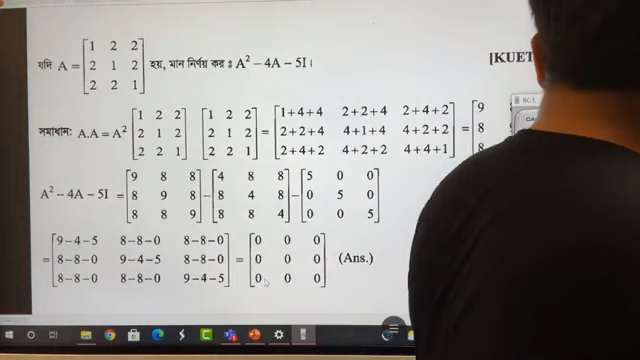 যদি A = [1 2 2; 2 1 2; 2 2 1] হয়, মান নির্ণয় কর ঃ A² − 4A − 5I।
[KUET
সমাধান: A.A = A² [1 2 2; 2 1 2; 2 2 1] [1 2 2; 2 1 2; 2 2 1] = [1+4+4 2+2+4 2+4+2; 2+2+4 4+1+4 4+2+2; 2+4+2 4+2+2 4+4+1] = [9; 8; 8
A² − 4A − 5I = [9 8 8; 8 9 8; 8 8 9] − [4 8 8; 8 4 8; 8 8 4] − [5 0 0; 0 5 0; 0 0 5]
= [9−4−5 8−8−0 8−8−0; 8−8−0 9−4−5 8−8−0; 8−8−0 8−8−0 9−4−5] = [0 0 0; 0 0 0; 0 0 0] (Ans.)